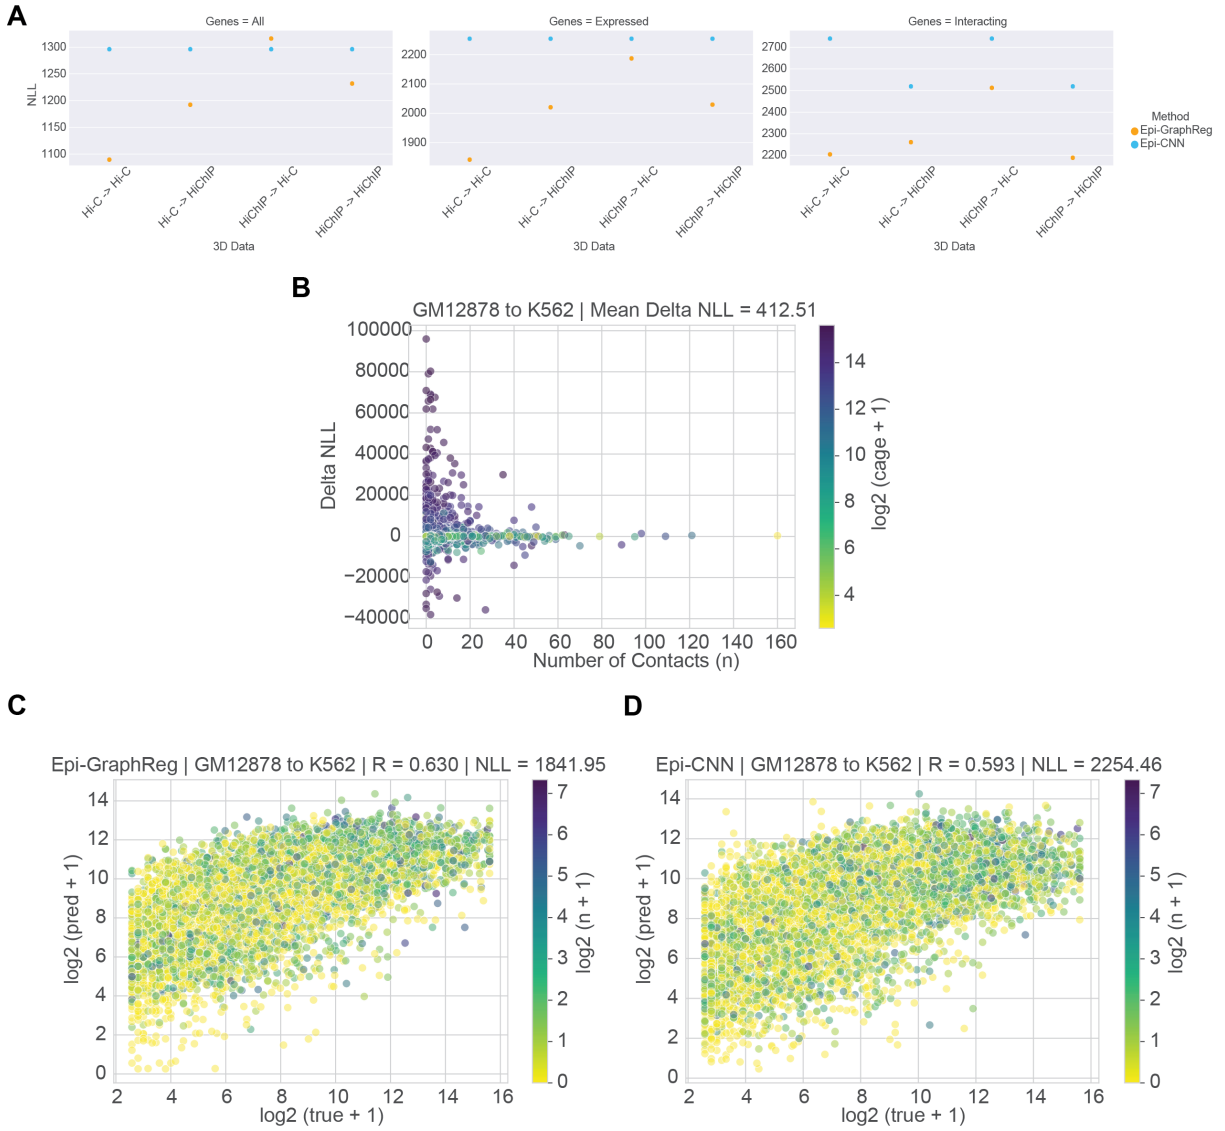 A
Genes = All
Genes = Expressed
Genes = Interacting
NLL
1300
1250
1200
1150
1100
2200
2100
2000
1900
2700
2600
2500
2400
2300
2200
Method
Epi-GraphReg
Epi-CNN
Hi-C -> Hi-C
Hi-C -> HiChIP
HiChIP -> Hi-C
HiChIP -> HiChIP
Hi-C -> Hi-C
Hi-C -> HiChIP
HiChIP -> Hi-C
HiChIP -> HiChIP
Hi-C -> Hi-C
Hi-C -> HiChIP
HiChIP -> Hi-C
HiChIP -> HiChIP
3D Data
3D Data
3D Data
B
GM12878 to K562 | Mean Delta NLL = 412.51
Delta NLL
100000
80000
60000
40000
20000
0
−20000
−40000
0 20 40 60 80 100 120 140 160
Number of Contacts (n)
14
12
10
8
6
4
log2 (cage + 1)
C
Epi-GraphReg | GM12878 to K562 | R = 0.630 | NLL = 1841.95
log2 (pred + 1)
14
12
10
8
6
4
2
0
2 4 6 8 10 12 14 16
log2 (true + 1)
7
6
5
4
3
2
1
0
log2 (n + 1)
D
Epi-CNN | GM12878 to K562 | R = 0.593 | NLL = 2254.46
log2 (pred + 1)
14
12
10
8
6
4
2
0
2 4 6 8 10 12 14 16
log2 (true + 1)
7
6
5
4
3
2
1
0
log2 (n + 1)